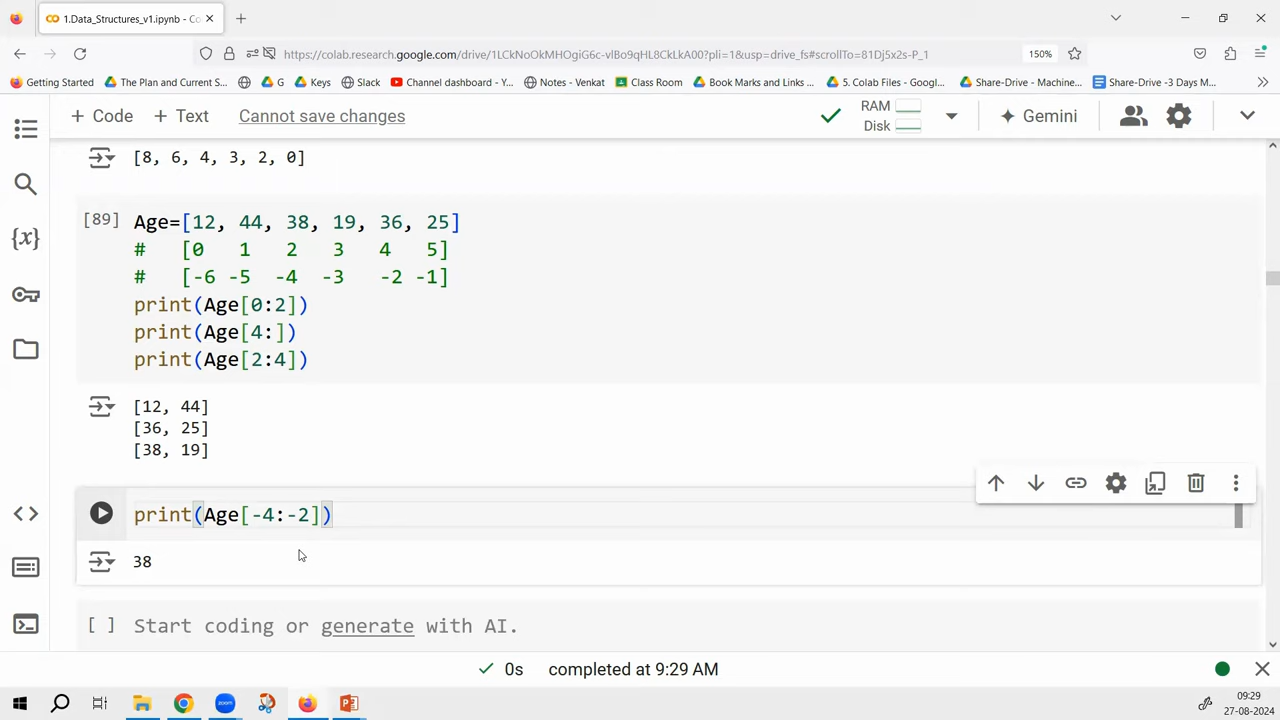 1.Data_Structures_v1.ipynb - Co
https://colab.research.google.com/drive/1LCkNoOkMHOgiG6c-vlBo9qHL8CkLkA00?pli=1&usp=drive_fs#scrollTo=81Dj5x2s-P_1
150%
Getting Started
The Plan and Current S...
G
Keys
Slack
Channel dashboard - Y...
Notes - Venkat
Class Room
Book Marks and Links ...
5. Colab Files - Googl...
Share-Drive - Machine...
Share-Drive -3 Days M...
+ Code + Text Cannot save changes
RAM
Disk
Gemini
[8, 6, 4, 3, 2, 0]
{x}
[89] Age=[12, 44, 38, 19, 36, 25]
# [0 1 2 3 4 5]
# [-6 -5 -4 -3 -2 -1]
print(Age[0:2])
print(Age[4:])
print(Age[2:4])
[12, 44]
[36, 25]
[38, 19]
print(Age[-4:-2])
38
[ ] Start coding or generate with AI.
0s completed at 9:29 AM
zoom
09:29
27-08-2024